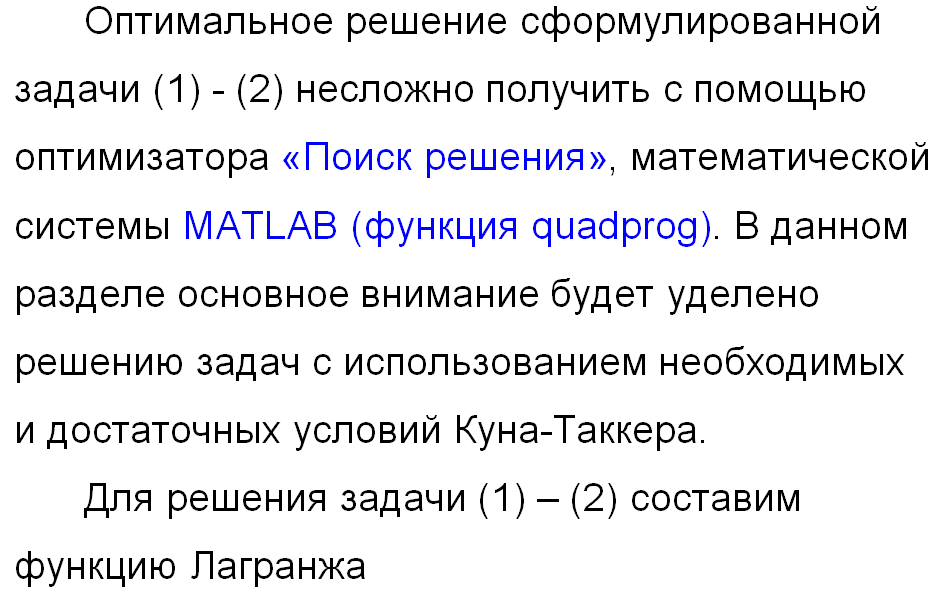 Оптимальное решение сформулированной
задачи (1) - (2) несложно получить с помощью
оптимизатора «Поиск решения», математической
системы MATLAB (функция quadprog). В данном
разделе основное внимание будет уделено
решению задач с использованием необходимых
и достаточных условий Куна-Таккера.
Для решения задачи (1) – (2) составим
функцию Лагранжа